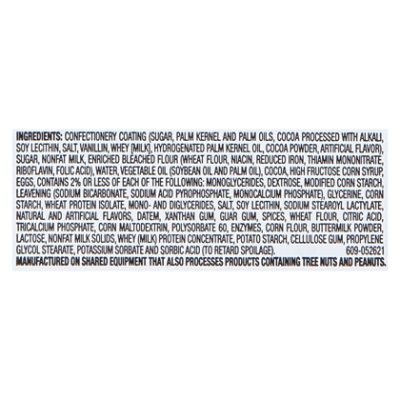 INGREDIENTS: CONFECTIONERY COATING (SUGAR, PALM KERNEL AND PALM OILS, COCOA PROCESSED WITH ALKALI,
SOY LECITHIN, SALT, VANILLIN, WHEY [MILK], HYDROGENATED PALM KERNEL OIL, COCOA POWDER, ARTIFICIAL FLAVOR),
SUGAR, NONFAT MILK, ENRICHED BLEACHED FLOUR (WHEAT FLOUR, NIACIN, REDUCED IRON, THIAMIN MONONITRATE,
RIBOFLAVIN, FOLIC ACID), WATER, VEGETABLE OIL (SOYBEAN OIL AND PALM OIL), COCOA, HIGH FRUCTOSE CORN SYRUP,
EGGS, CONTAINS 2% OR LESS OF EACH OF THE FOLLOWING: MONOGLYCERIDES, DEXTROSE, MODIFIED CORN STARCH,
LEAVENING (SODIUM BICARBONATE, SODIUM ACID PYROPHOSPHATE, MONOCALCIUM PHOSPHATE), GLYCERINE, CORN
STARCH, WHEAT PROTEIN ISOLATE, MONO- AND DIGLYCERIDES, SALT, SOY LECITHIN, SODIUM STEAROYL LACTYLATE,
NATURAL AND ARTIFICIAL FLAVORS, DATEM, XANTHAN GUM, GUAR GUM, SPICES, WHEAT FLOUR, CITRIC ACID,
TRICALCIUM PHOSPHATE, CORN MALTODEXTRIN, POLYSORBATE 60, ENZYMES, CORN FLOUR, BUTTERMILK POWDER,
LACTOSE, NONFAT MILK SOLIDS, WHEY (MILK) PROTEIN CONCENTRATE, POTATO STARCH, CELLULOSE GUM, PROPYLENE
GLYCOL STEARATE, POTASSIUM SORBATE AND SORBIC ACID (TO RETARD SPOILAGE). 609-052621
MANUFACTURED ON SHARED EQUIPMENT THAT ALSO PROCESSES PRODUCTS CONTAINING TREE NUTS AND PEANUTS.